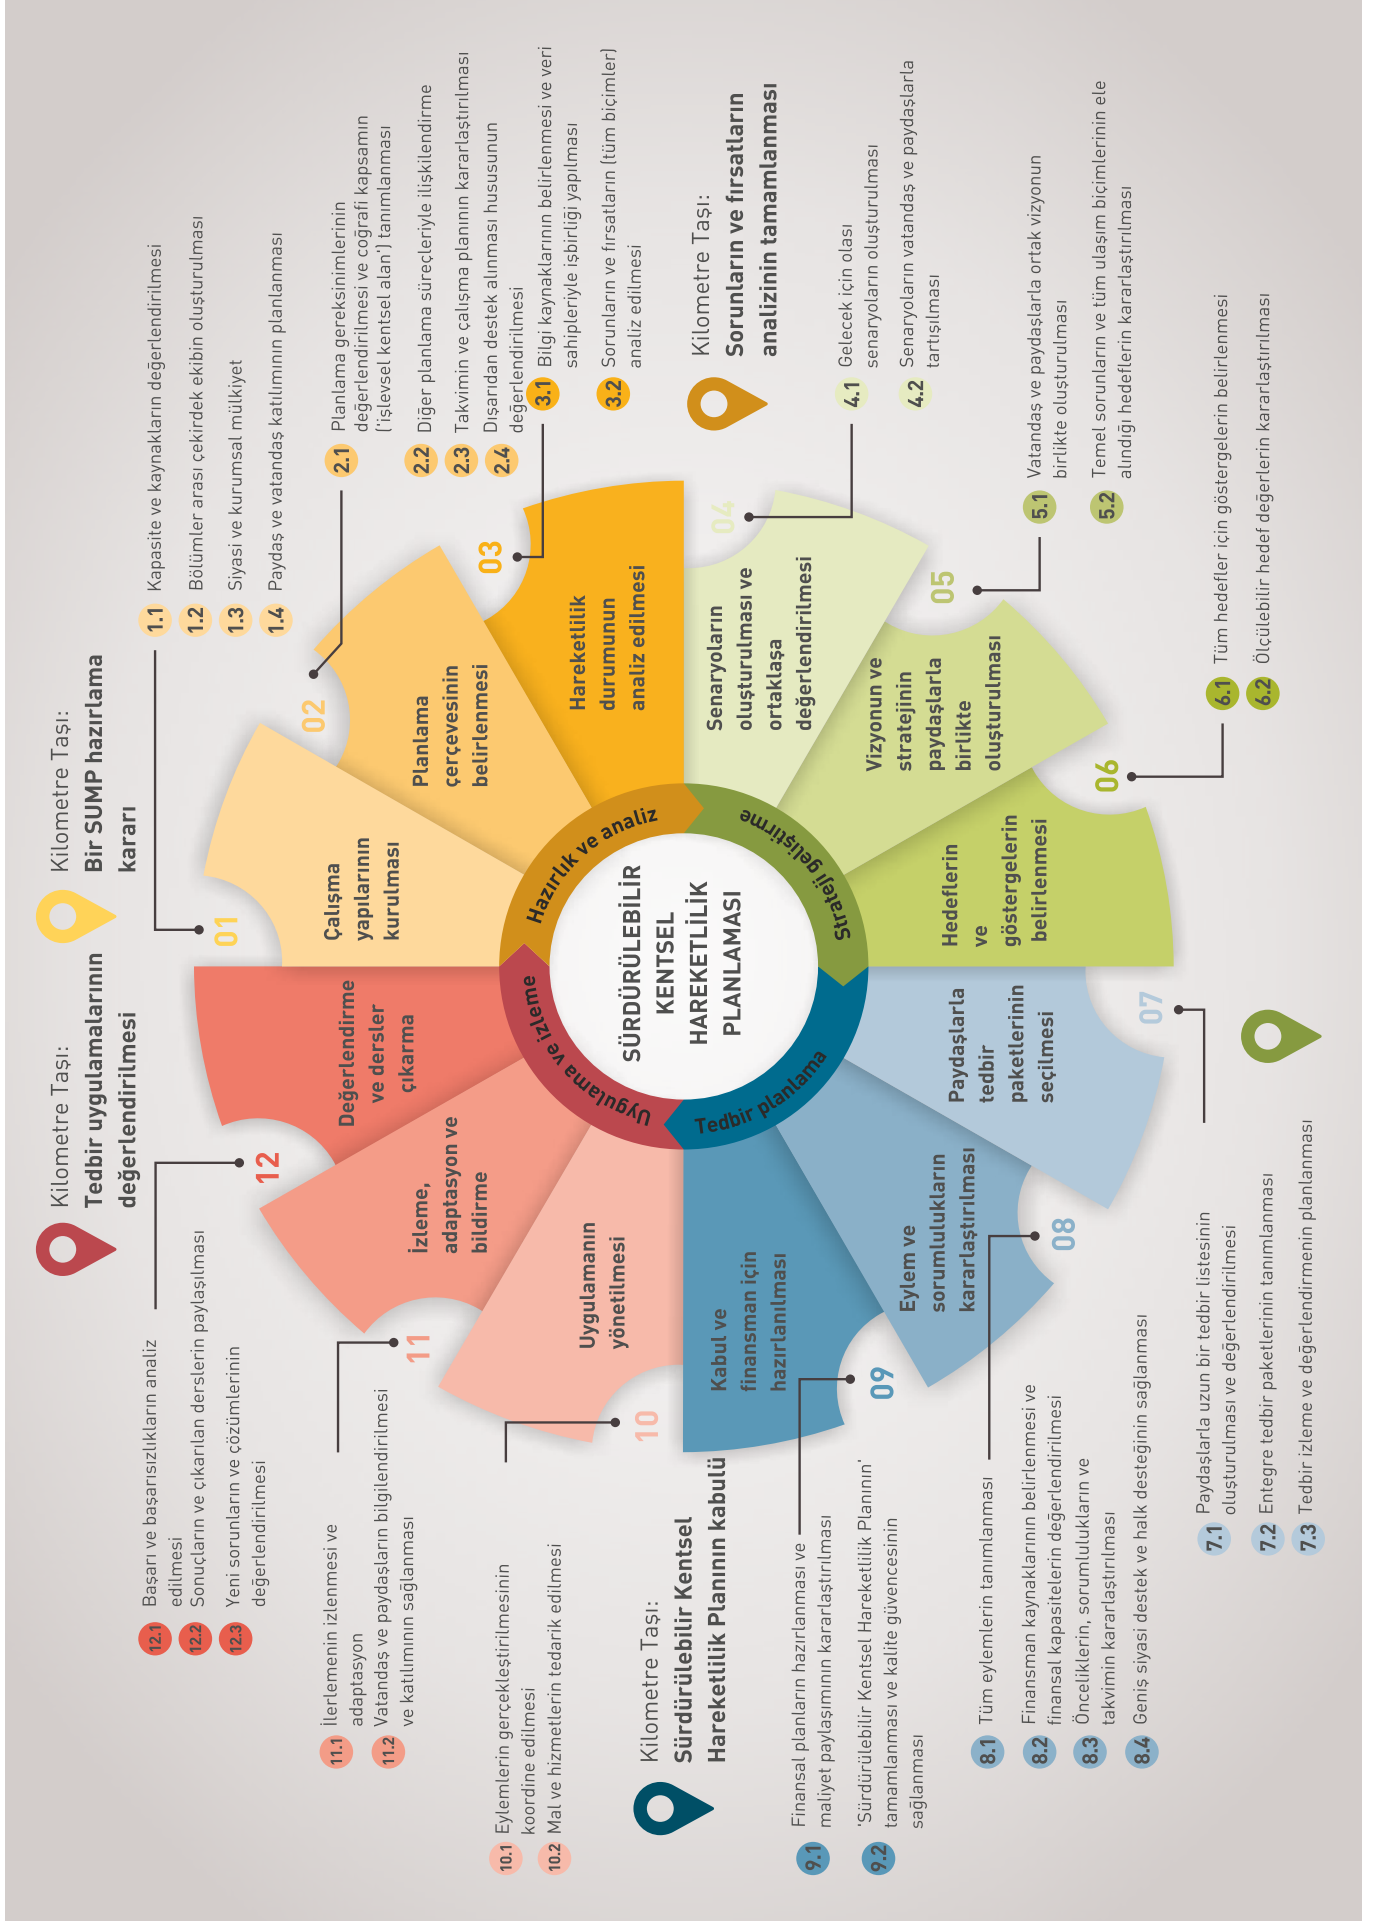 SÜRDÜRÜLEBİLİR
KENTSEL
HAREKETLİLİK
PLANLAMASI
Hazırlık ve analiz
Strateji geliştirme
Tedbir planlama
Uygulama ve izleme
Kilometre Taşı:
Bir SUMP hazırlama
kararı
01
Çalışma
yapılarının
kurulması
1.1 Kapasite ve kaynakların değerlendirilmesi
1.2 Bölümler arası çekirdek ekibin oluşturulması
1.3 Siyasi ve kurumsal mülkiyet
1.4 Paydaş ve vatandaş katılımının planlanması
02
Planlama
çerçevesinin
belirlenmesi
2.1 Planlama gereksinimlerinin
değerlendirilmesi ve coğrafi kapsamın
('işlevsel kentsel alan') tanımlanması
2.2 Diğer planlama süreçleriyle ilişkilendirme
2.3 Takvimin ve çalışma planının kararlaştırılması
2.4 Dışarıdan destek alınması hususunun
değerlendirilmesi
03
Hareketlilik
durumunun
analiz edilmesi
3.1 Bilgi kaynaklarının belirlenmesi ve veri
sahipleriyle işbirliği yapılması
3.2 Sorunların ve fırsatların (tüm biçimler)
analiz edilmesi
Kilometre Taşı:
Sorunların ve fırsatların
analizinin tamamlanması
04
Senaryoların
oluşturulması ve
ortaklaşa
değerlendirilmesi
4.1 Gelecek için olası
senaryoların oluşturulması
4.2 Senaryoların vatandaş ve paydaşlarla
tartışılması
05
Vizyonun ve
stratejinin
paydaşlarla
birlikte
oluşturulması
5.1 Vatandaş ve paydaşlarla ortak vizyonun
birlikte oluşturulması
5.2 Temel sorunların ve tüm ulaşım biçimlerinin ele
alındığı hedeflerin kararlaştırılması
06
Hedeflerin
ve
göstergelerin
belirlenmesi
6.1 Tüm hedefler için göstergelerin belirlenmesi
6.2 Ölçülebilir hedef değerlerin kararlaştırılması
07
Paydaşlarla
tedbir
paketlerinin
seçilmesi
7.1 Paydaşlarla uzun bir tedbir listesinin
oluşturulması ve değerlendirilmesi
7.2 Entegre tedbir paketlerinin tanımlanması
7.3 Tedbir izleme ve değerlendirmenin planlanması
08
Eylem ve
sorumlulukların
kararlaştırılması
8.1 Tüm eylemlerin tanımlanması
8.2 Finansman kaynaklarının belirlenmesi ve
finansal kapasitelerin değerlendirilmesi
8.3 Önceliklerin, sorumlulukların ve
takvimin kararlaştırılması
8.4 Geniş siyasi destek ve halk desteğinin sağlanması
09
Kabul ve
finansman için
hazırlanılması
9.1 Finansal planların hazırlanması ve
maliyet paylaşımının kararlaştırılması
9.2 'Sürdürülebilir Kentsel Hareketlilik Planının'
tamamlanması ve kalite güvencesinin
sağlanması
Kilometre Taşı:
Sürdürülebilir Kentsel
Hareketlilik Planının kabulü
10
Uygulamanın
yönetilmesi
10.1 Eylemlerin gerçekleştirilmesinin
koordine edilmesi
10.2 Mal ve hizmetlerin tedarik edilmesi
11
İzleme,
adaptasyon ve
bildirme
11.1 İlerlemenin izlenmesi ve
adaptasyon
11.2 Vatandaş ve paydaşların bilgilendirilmesi
ve katılımının sağlanması
12
Değerlendirme
ve dersler
çıkarma
12.1 Başarı ve başarısızlıkların analiz
edilmesi
12.2 Sonuçların ve çıkarılan derslerin paylaşılması
12.3 Yeni sorunların ve çözümlerinin
değerlendirilmesi
Kilometre Taşı:
Tedbir uygulamalarının
değerlendirilmesi